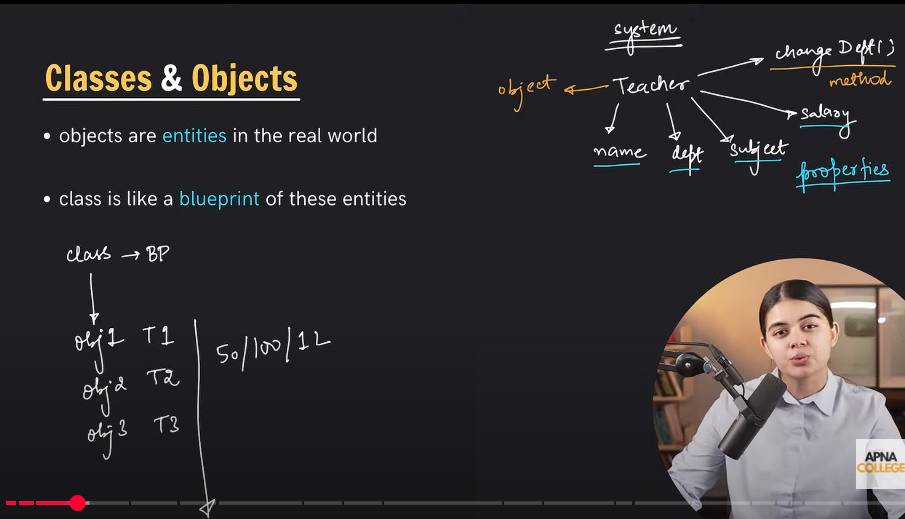 system
Classes & Objects
change Dept();
method
object
Teacher
salary
name
dept
subject
properties
• objects are entities in the real world
• class is like a blueprint of these entities
class → BP
obj1 T1
50/100/1L
obj2 T2
obj3 T3
APNA
COLLEGE